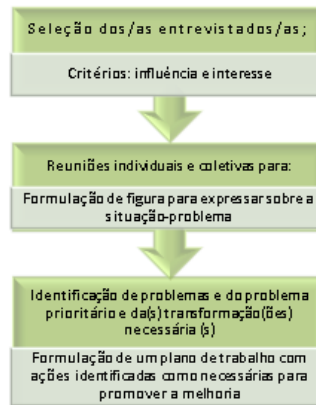 Seleção dos/as entrevistados/as;
Critérios: influência e interesse
Reuniões individuais e coletivas para:
Formulação de figura para expressar sobre a
situação-problema
Identificação de problemas e do problema
prioritário e da(s) transformação(ões)
necessária (s)
Formulação de um plano de trabalho com
ações identificadas como necessárias para
promover a melhoria